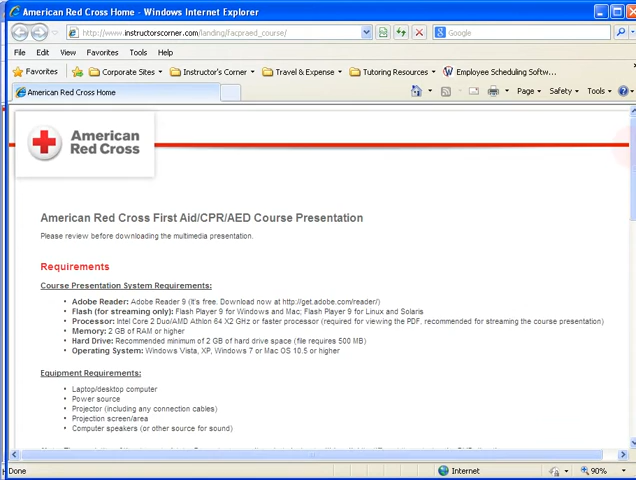 American Red Cross Home - Windows Internet Explorer
http://www.instructorscorner.com/landing/facpraed_course/
Google
File Edit View Favorites Tools Help
Favorites Corporate Sites Instructor's Corner Travel & Expense Tutoring Resources Employee Scheduling Softw...
American Red Cross Home
Page Safety Tools
American
Red Cross
American Red Cross First Aid/CPR/AED Course Presentation
Please review before downloading the multimedia presentation.
Requirements
Course Presentation System Requirements:
• Adobe Reader: Adobe Reader 9 (It's free. Download now at http://get.adobe.com/reader/)
• Flash (for streaming only): Flash Player 9 for Windows and Mac; Flash Player 9 for Linux and Solaris
• Processor: Intel Core 2 Duo/AMD Athlon 64 X2 GHz or faster processor (required for viewing the PDF, recommended for streaming the course presentation)
• Memory: 2 GB of RAM or higher
• Hard Drive: Recommended minimum of 2 GB of hard drive space (file requires 500 MB)
• Operating System: Windows Vista, XP, Windows 7 or Mac OS 10.5 or higher
Equipment Requirements:
• Laptop/desktop computer
• Power source
• Projector (including any connection cables)
• Projection screen/area
• Computer speakers (or other source for sound)
Done
Internet
90%